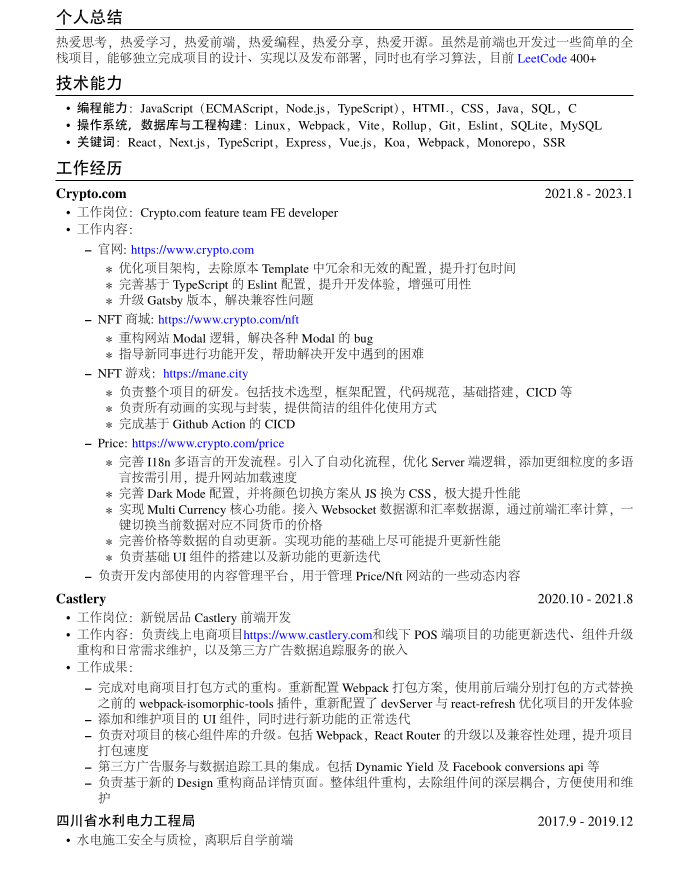 个人总结
热爱思考，热爱学习，热爱前端，热爱编程，热爱分享，热爱开源。虽然是前端也开发过一些简单的全
栈项目，能够独立完成项目的设计、实现以及发布部署，同时也有学习算法，目前 LeetCode 400+
技术能力
• 编程能力：JavaScript（ECMAScript，Node.js，TypeScript），HTML，CSS，Java，SQL，C
• 操作系统，数据库与工程构建：Linux，Webpack，Vite，Rollup，Git，Eslint，SQLite，MySQL
• 关键词：React，Next.js，TypeScript，Express，Vue.js，Koa，Webpack，Monorepo，SSR
工作经历
Crypto.com 2021.8 - 2023.1
• 工作岗位：Crypto.com feature team FE developer
• 工作内容：
– 官网: https://www.crypto.com
∗ 优化项目架构，去除原本 Template 中冗余和无效的配置，提升打包时间
∗ 完善基于 TypeScript 的 Eslint 配置，提升开发体验，增强可用性
∗ 升级 Gatsby 版本，解决兼容性问题
– NFT 商城: https://www.crypto.com/nft
∗ 重构网站 Modal 逻辑，解决各种 Modal 的 bug
∗ 指导新同事进行功能开发，帮助解决开发中遇到的困难
– NFT 游戏：https://mane.city
∗ 负责整个项目的研发。包括技术选型，框架配置，代码规范，基础搭建，CICD 等
∗ 负责所有动画的实现与封装，提供简洁的组件化使用方式
∗ 完成基于 Github Action 的 CICD
– Price: https://www.crypto.com/price
∗ 完善 I18n 多语言的开发流程。引入了自动化流程，优化 Server 端逻辑，添加更细粒度的多语
言按需引用，提升网站加载速度
∗ 完善 Dark Mode 配置，并将颜色切换方案从 JS 换为 CSS，极大提升性能
∗ 实现 Multi Currency 核心功能。接入 Websocket 数据源和汇率数据源，通过前端汇率计算，一
键切换当前数据对应不同货币的价格
∗ 完善价格等数据的自动更新。实现功能的基础上尽可能提升更新性能
∗ 负责基础 UI 组件的搭建以及新功能的更新迭代
– 负责开发内部使用的内容管理平台，用于管理 Price/Nft 网站的一些动态内容
Castlery 2020.10 - 2021.8
• 工作岗位：新锐居品 Castlery 前端开发
• 工作内容：负责线上电商项目https://www.castlery.com和线下 POS 端项目的功能更新迭代、组件升级
重构和日常需求维护，以及第三方广告数据追踪服务的嵌入
• 工作成果：
– 完成对电商项目打包方式的重构。重新配置 Webpack 打包方案，使用前后端分别打包的方式替换
之前的 webpack-isomorphic-tools 插件，重新配置了 devServer 与 react-refresh 优化项目的开发体验
– 添加和维护项目的 UI 组件，同时进行新功能的正常迭代
– 负责对项目的核心组件库的升级。包括 Webpack，React Router 的升级以及兼容性处理，提升项目
打包速度
– 第三方广告服务与数据追踪工具的集成。包括 Dynamic Yield 及 Facebook conversions api 等
– 负责基于新的 Design 重构商品详情页面。整体组件重构，去除组件间的深层耦合，方便使用和维
护
四川省水利电力工程局 2017.9 - 2019.12
• 水电施工安全与质检，离职后自学前端